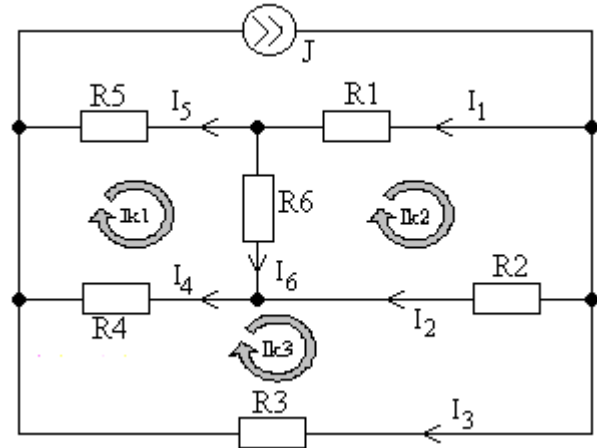 J
R5 I5 R1 I1
Ik1 R6 Ik2
I4 I6 R2
R4 I2
Ik3
R3 I3